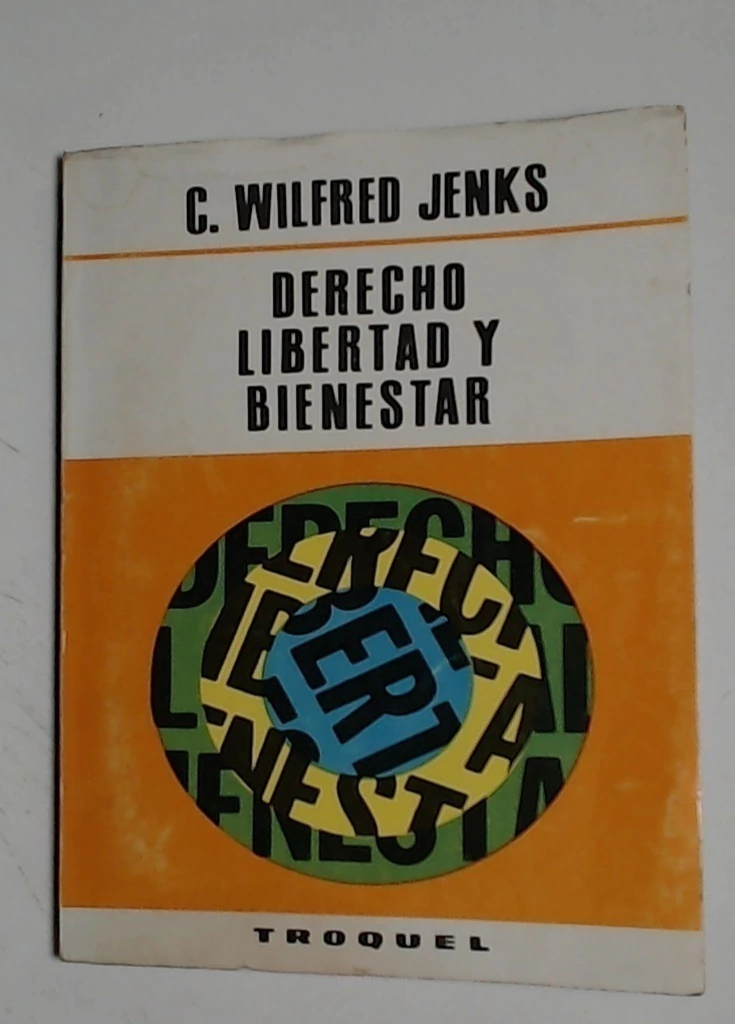 C. WILFRED JENKS
DERECHO
LIBERTAD Y
BIENESTAR
TROQUEL